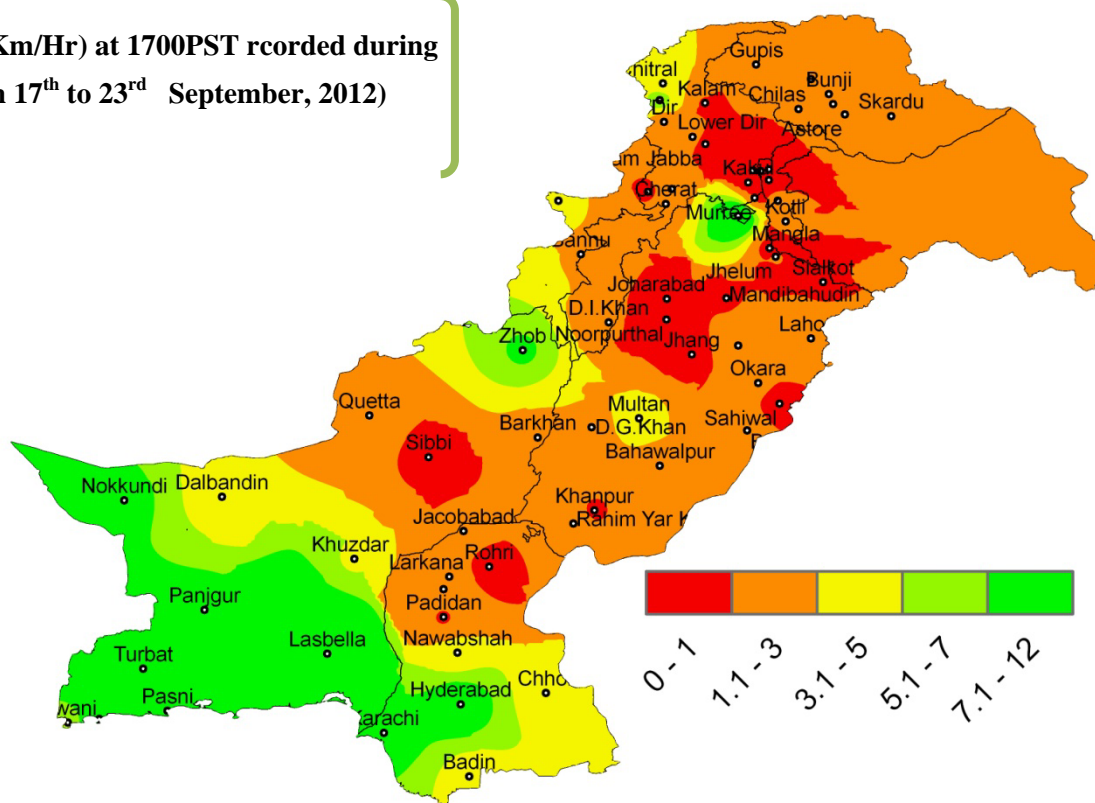 Km/Hr) at 1700PST rcorded during
17th to 23rd September, 2012)
Gupis
Bunji
Kalam
Chilas
Skardu
Dir
Lower Dir
Astore
Jabba
Cherat
Murree
Kotli
Mangla
Jhelum
Sialkot
Joharabad
Mandibahudin
D.I.Khan
Noorpurthal
Zhob
Jhang
Okara
Quetta
Multan
Barkhan
D.G.Khan
Sahiwal
Sibbi
Bahawalpur
Nokkundi
Dalbandin
Khanpur
Jacobabad
Rahim Yar
Khuzdar
Larkana
Rohri
Panjgur
Padidan
Lasbella
Nawabshah
Turbat
Pasni
Hyderabad
Badin
0 - 1
1.1 - 3
3.1 - 5
5.1 - 7
7.1 - 12